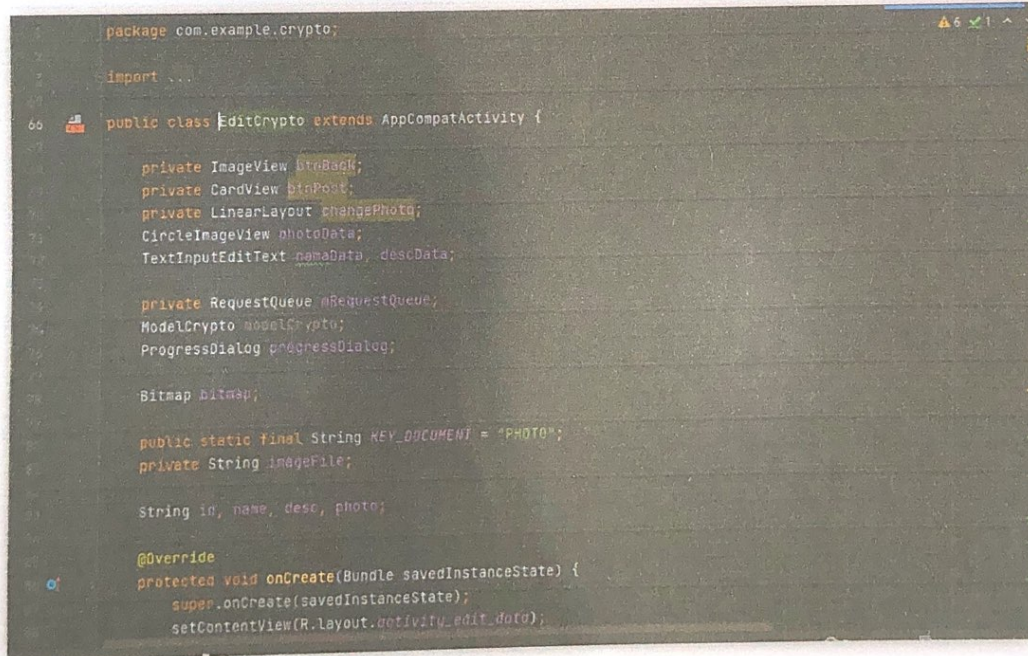 package com.example.crypto;
import ...
66 public class EditCrypto extends AppCompatActivity {
private ImageView btnBack;
private CardView btnPost;
private LinearLayout changePhoto;
CircleImageView photoData;
TextInputEditText namaData, descData;
private RequestQueue mRequestQueue;
ModelCrypto modelCrypto;
ProgressDialog progressDialog;
Bitmap bitmap;
public static final String KEY_DOCUMENT = "PHOTO";
private String imageFile;
String id, name, desc, photo;
@Override
protected void onCreate(Bundle savedInstanceState) {
super.onCreate(savedInstanceState);
setContentView(R.layout.activity_edit_data);
6 1